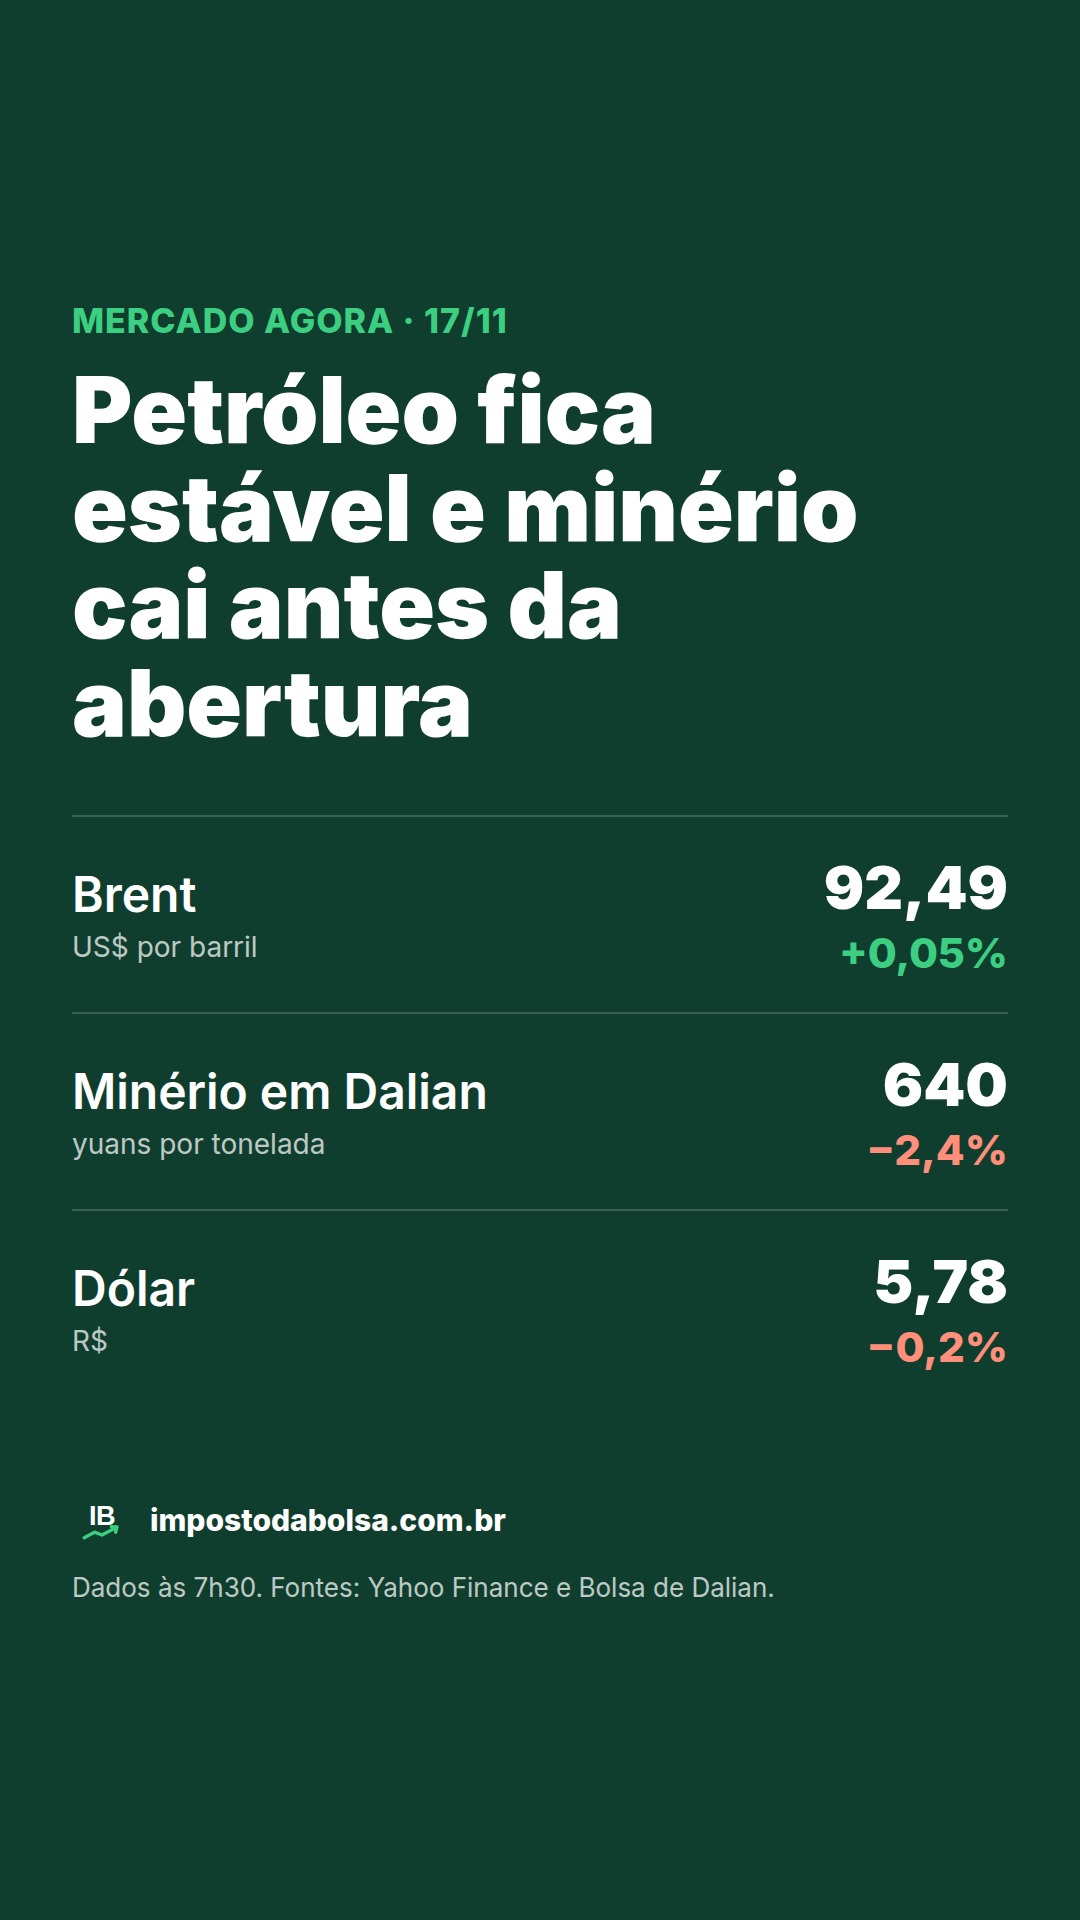 MERCADO AGORA · 17/11
Petróleo fica
estável e minério
cai antes da
abertura
Brent
92,49
US$ por barril
+0,05%
Minério em Dalian
640
yuans por tonelada
−2,4%
Dólar
5,78
R$
−0,2%
IB
impostodabolsa.com.br
Dados às 7h30. Fontes: Yahoo Finance e Bolsa de Dalian.